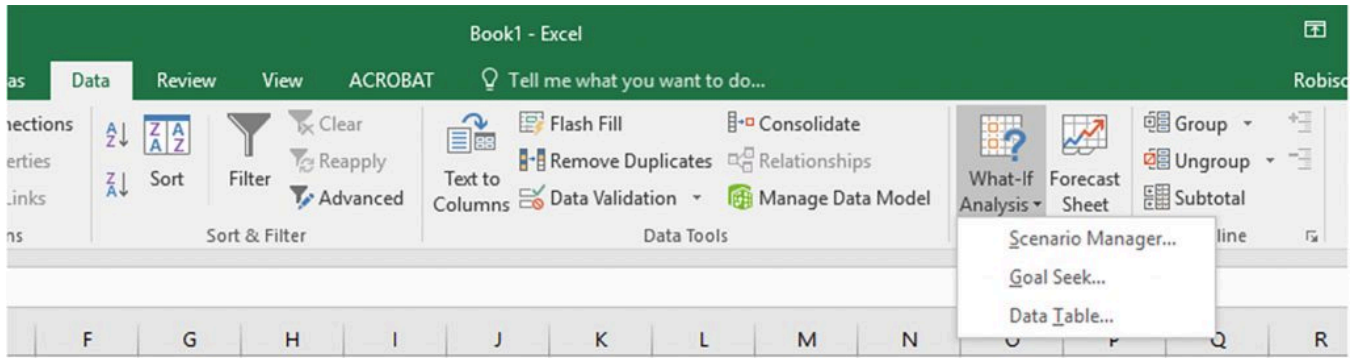 Book1 - Excel
as Data Review View ACROBAT Tell me what you want to do... Robisc
nections Clear Flash Fill Consolidate Group
erties Sort Filter Reapply Text to Columns Remove Duplicates Relationships What-If Analysis Forecast Sheet Ungroup
Links Advanced Data Validation Manage Data Model Subtotal
ns Sort & Filter Data Tools line
Scenario Manager...
Goal Seek...
Data Table...
F G H I J K L M N O P Q R